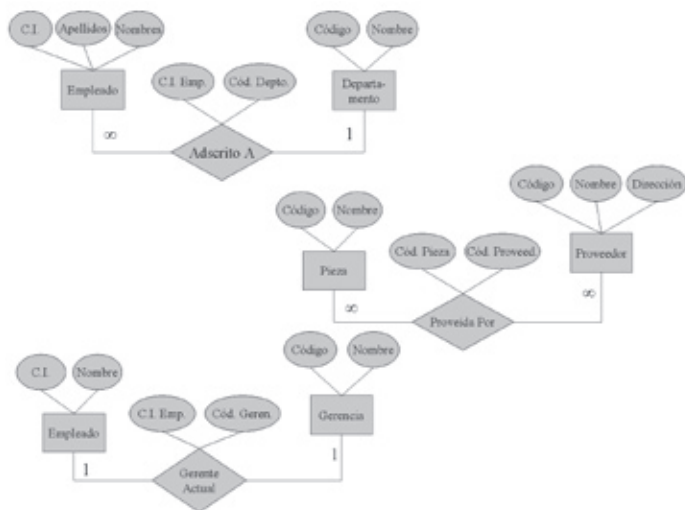 C.I.
Apellidos
Nombres
Empleado
C.I. Emp.
Cód. Depto.
Código
Nombre
Departa-
mento
∞
Adscrito A
1
Código
Nombre
Pieza
Cód. Pieza
Cód. Proveed.
Código
Nombre
Dirección
Proveedor
∞
Proveida Por
∞
C.I.
Nombre
Empleado
C.I. Emp.
Cód. Geren.
Código
Nombre
Gerencia
1
Gerente
Actual
1